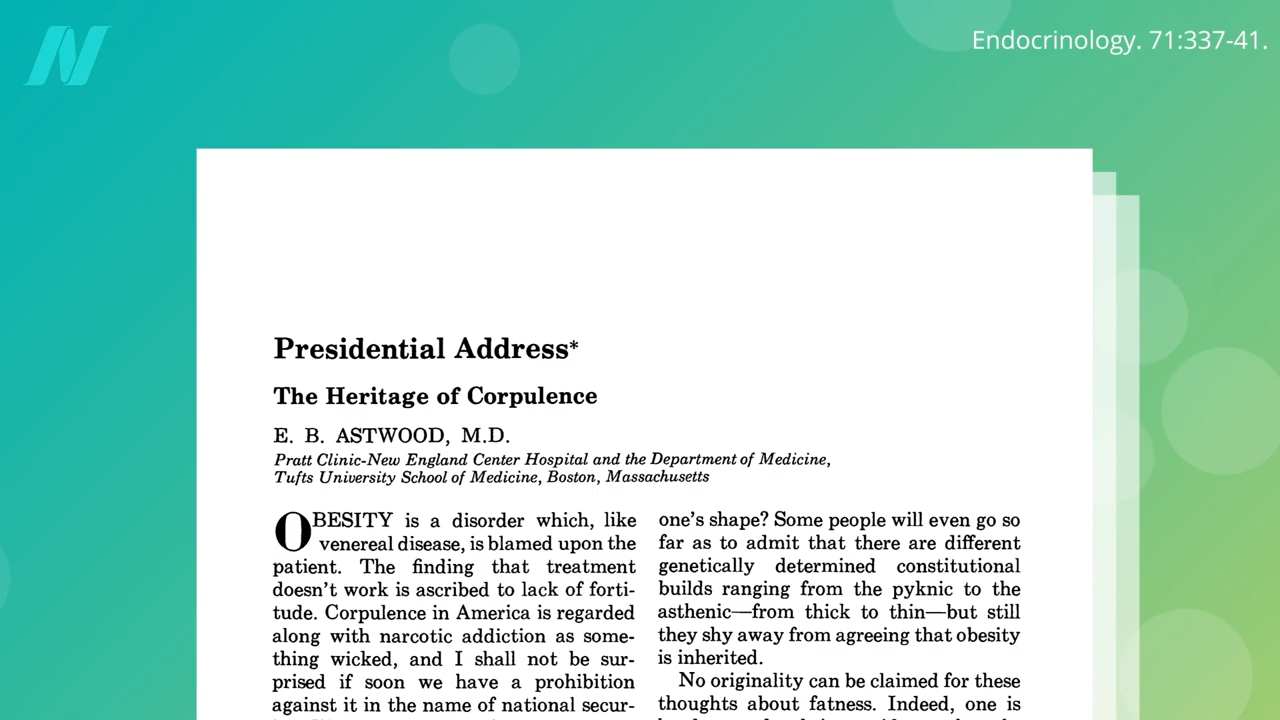 Endocrinology. 71:337-41.
Presidential Address*
The Heritage of Corpulence
E. B. ASTWOOD, M.D.
Pratt Clinic-New England Center Hospital and the Department of Medicine,
Tufts University School of Medicine, Boston, Massachusetts
OBESITY is a disorder which, like
venereal disease, is blamed upon the
patient. The finding that treatment
doesn't work is ascribed to lack of forti-
tude. Corpulence in America is regarded
along with narcotic addiction as some-
thing wicked, and I shall not be sur-
prised if soon we have a prohibition
against it in the name of national secur-
one's shape? Some people will even go so
far as to admit that there are different
genetically determined constitutional
builds ranging from the pyknic to the
asthenic—from thick to thin—but still
they shy away from agreeing that obesity
is inherited.
No originality can be claimed for these
thoughts about fatness. Indeed, one is